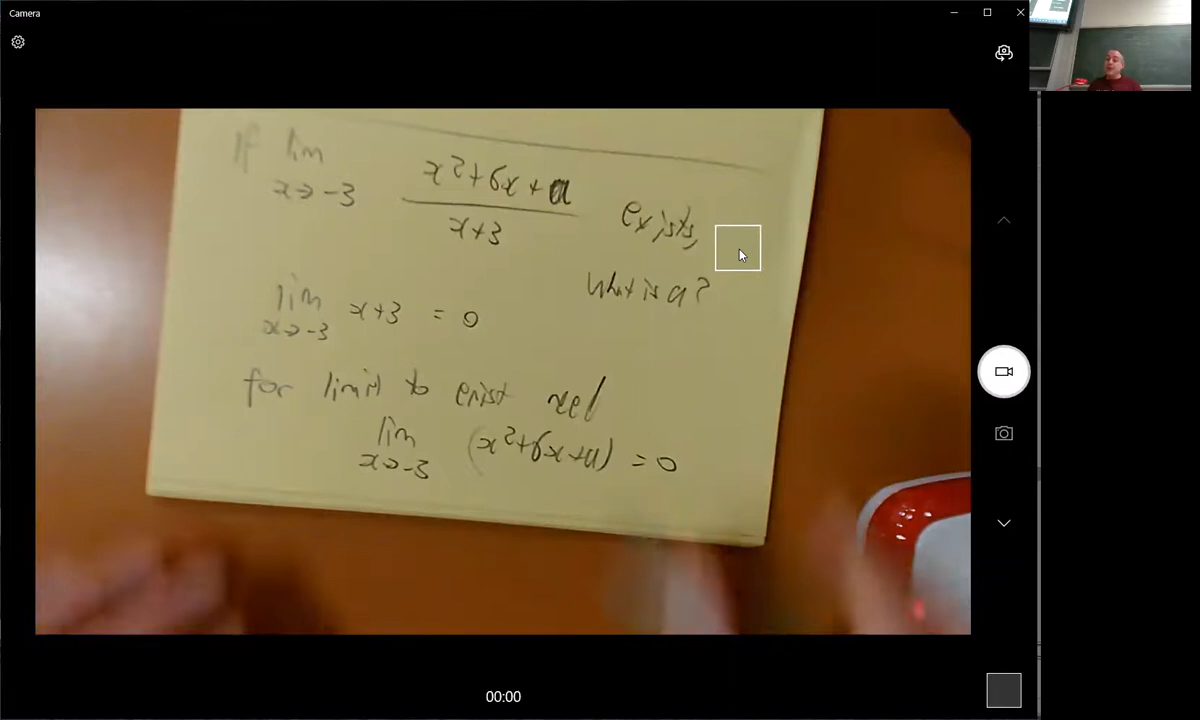 Camera
If lim x→-3 x²+6x+a / x+3 exists,
what is a?
lim x→-3 x+3 = 0
for limit to exist need
lim x→-3 (x²+6x+a) = 0
00:00